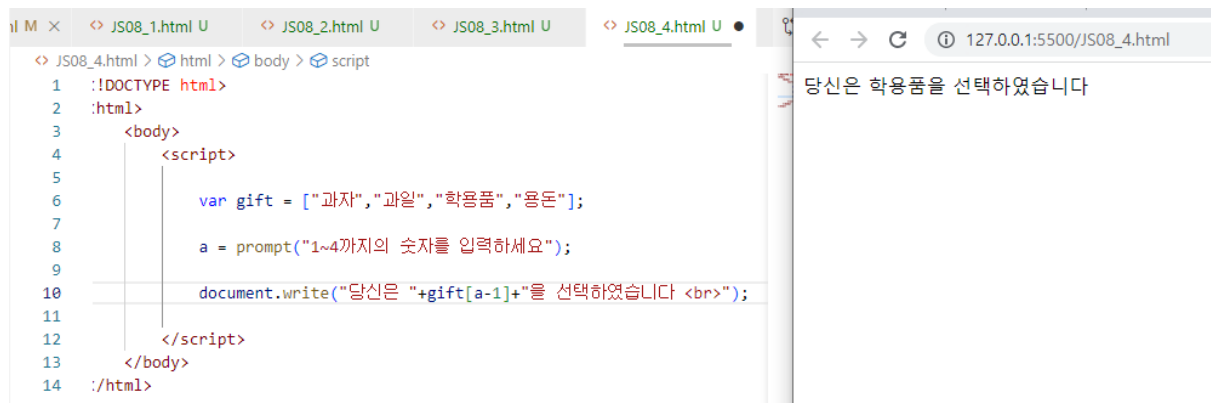 ml M × <> JS08_1.html U <> JS08_2.html U <> JS08_3.html U <> JS08_4.html U ●
<> JS08_4.html > html > body > script
1 !DOCTYPE html>
2 html>
3 <body>
4 <script>
5
6 var gift = ["과자","과일","학용품","용돈"];
7
8 a = prompt("1~4까지의 숫자를 입력하세요");
9
10 document.write("당신은 "+gift[a-1]+"을 선택하였습니다 <br>");
11
12 </script>
13 </body>
14 /html>
127.0.0.1:5500/JS08_4.html
당신은 학용품을 선택하였습니다